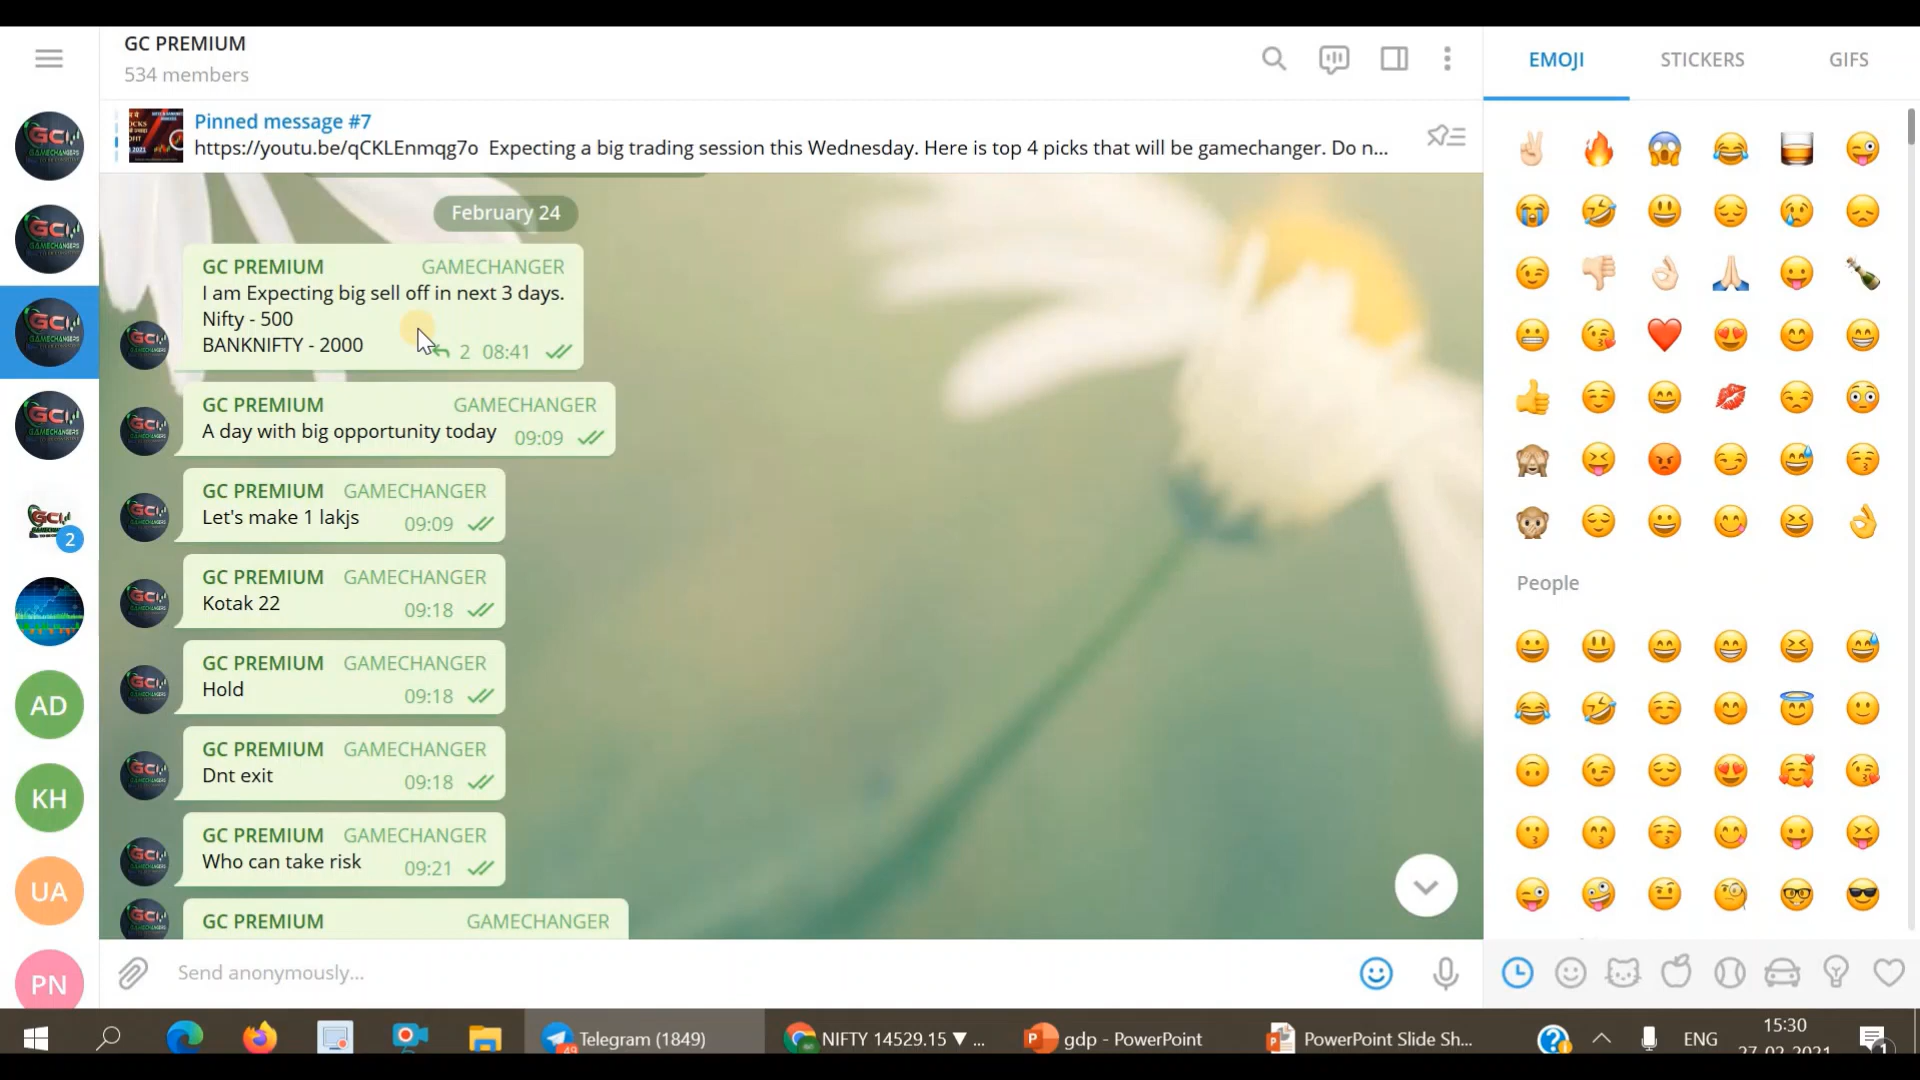 GC PREMIUM
534 members
EMOJI
STICKERS
GIFS
Pinned message #7
https://youtu.be/qCKLEnmqg7o Expecting a big trading session this Wednesday. Here is top 4 picks that will be gamechanger. Do n...
February 24
GC PREMIUM GAMECHANGER
I am Expecting big sell off in next 3 days.
Nifty - 500
BANKNIFTY - 2000
2 08:41
GC PREMIUM GAMECHANGER
A day with big opportunity today 09:09
GC PREMIUM GAMECHANGER
Let's make 1 lakjs 09:09
GC PREMIUM GAMECHANGER
Kotak 22 09:18
GC PREMIUM GAMECHANGER
Hold 09:18
GC PREMIUM GAMECHANGER
Dnt exit 09:18
GC PREMIUM GAMECHANGER
Who can take risk 09:21
GC PREMIUM GAMECHANGER
2
AD
KH
UA
PN
People
Send anonymously...
Telegram (1849)
NIFTY 14529.15 ▼ ...
gdp - PowerPoint
PowerPoint Slide Sh...
ENG
15:30
27-02-2021